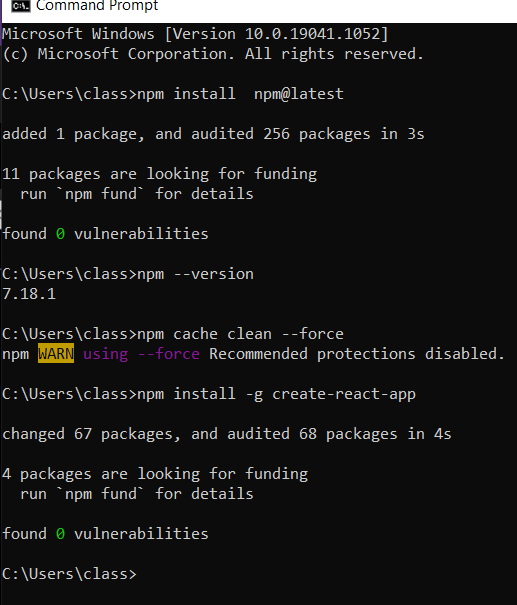 Command Prompt
Microsoft Windows [Version 10.0.19041.1052]
(c) Microsoft Corporation. All rights reserved.
C:\Users\class>npm install  npm@latest
added 1 package, and audited 256 packages in 3s
11 packages are looking for funding
  run `npm fund` for details
found 0 vulnerabilities
C:\Users\class>npm --version
7.18.1
C:\Users\class>npm cache clean --force
npm WARN using --force Recommended protections disabled.
C:\Users\class>npm install -g create-react-app
changed 67 packages, and audited 68 packages in 4s
4 packages are looking for funding
  run `npm fund` for details
found 0 vulnerabilities
C:\Users\class>